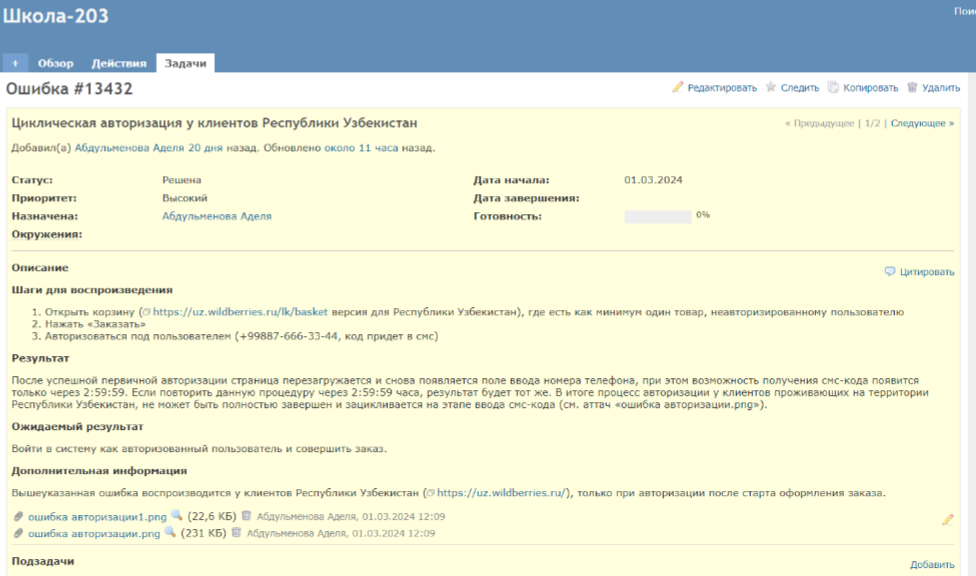 Школа-203
Пои
+ Обзор Действия Задачи
Ошибка #13432
Редактировать Следить Копировать Удалить
Циклическая авторизация у клиентов Республики Узбекистан
« Предыдущее | 1/2 | Следующее »
Добавил(а) Абдульменова Аделя 20 дня назад. Обновлено около 11 часа назад.
Статус: Решена Дата начала: 01.03.2024
Приоритет: Высокий Дата завершения:
Назначена: Абдульменова Аделя Готовность: 0%
Окружения:
Описание
Цитировать
Шаги для воспроизведения
1. Открыть корзину (https://uz.wildberries.ru/lk/basket версия для Республики Узбекистан), где есть как минимум один товар, неавторизированному пользователю
2. Нажать «Заказать»
3. Авторизоваться под пользователем (+99887-666-33-44, код придет в смс)
Результат
После успешной первичной авторизации страница перезагружается и снова появляется поле ввода номера телефона, при этом возможность получения смс-кода появится
только через 2:59:59. Если повторить данную процедуру через 2:59:59 часа, результат будет тот же. В итоге процесс авторизации у клиентов проживающих на территории
Республики Узбекистан, не может быть полностью завершен и зацикливается на этапе ввода смс-кода (см. аттач «ошибка авторизации.png»).
Ожидаемый результат
Войти в систему как авторизованный пользователь и совершить заказ.
Дополнительная информация
Вышеуказанная ошибка воспроизводится у клиентов Республики Узбекистан (https://uz.wildberries.ru/), только при авторизации после старта оформления заказа.
ошибка авторизации1.png (22,6 КБ) Абдульменова Аделя, 01.03.2024 12:09
ошибка авторизации.png (231 КБ) Абдульменова Аделя, 01.03.2024 12:09
Подзадачи
Добавить